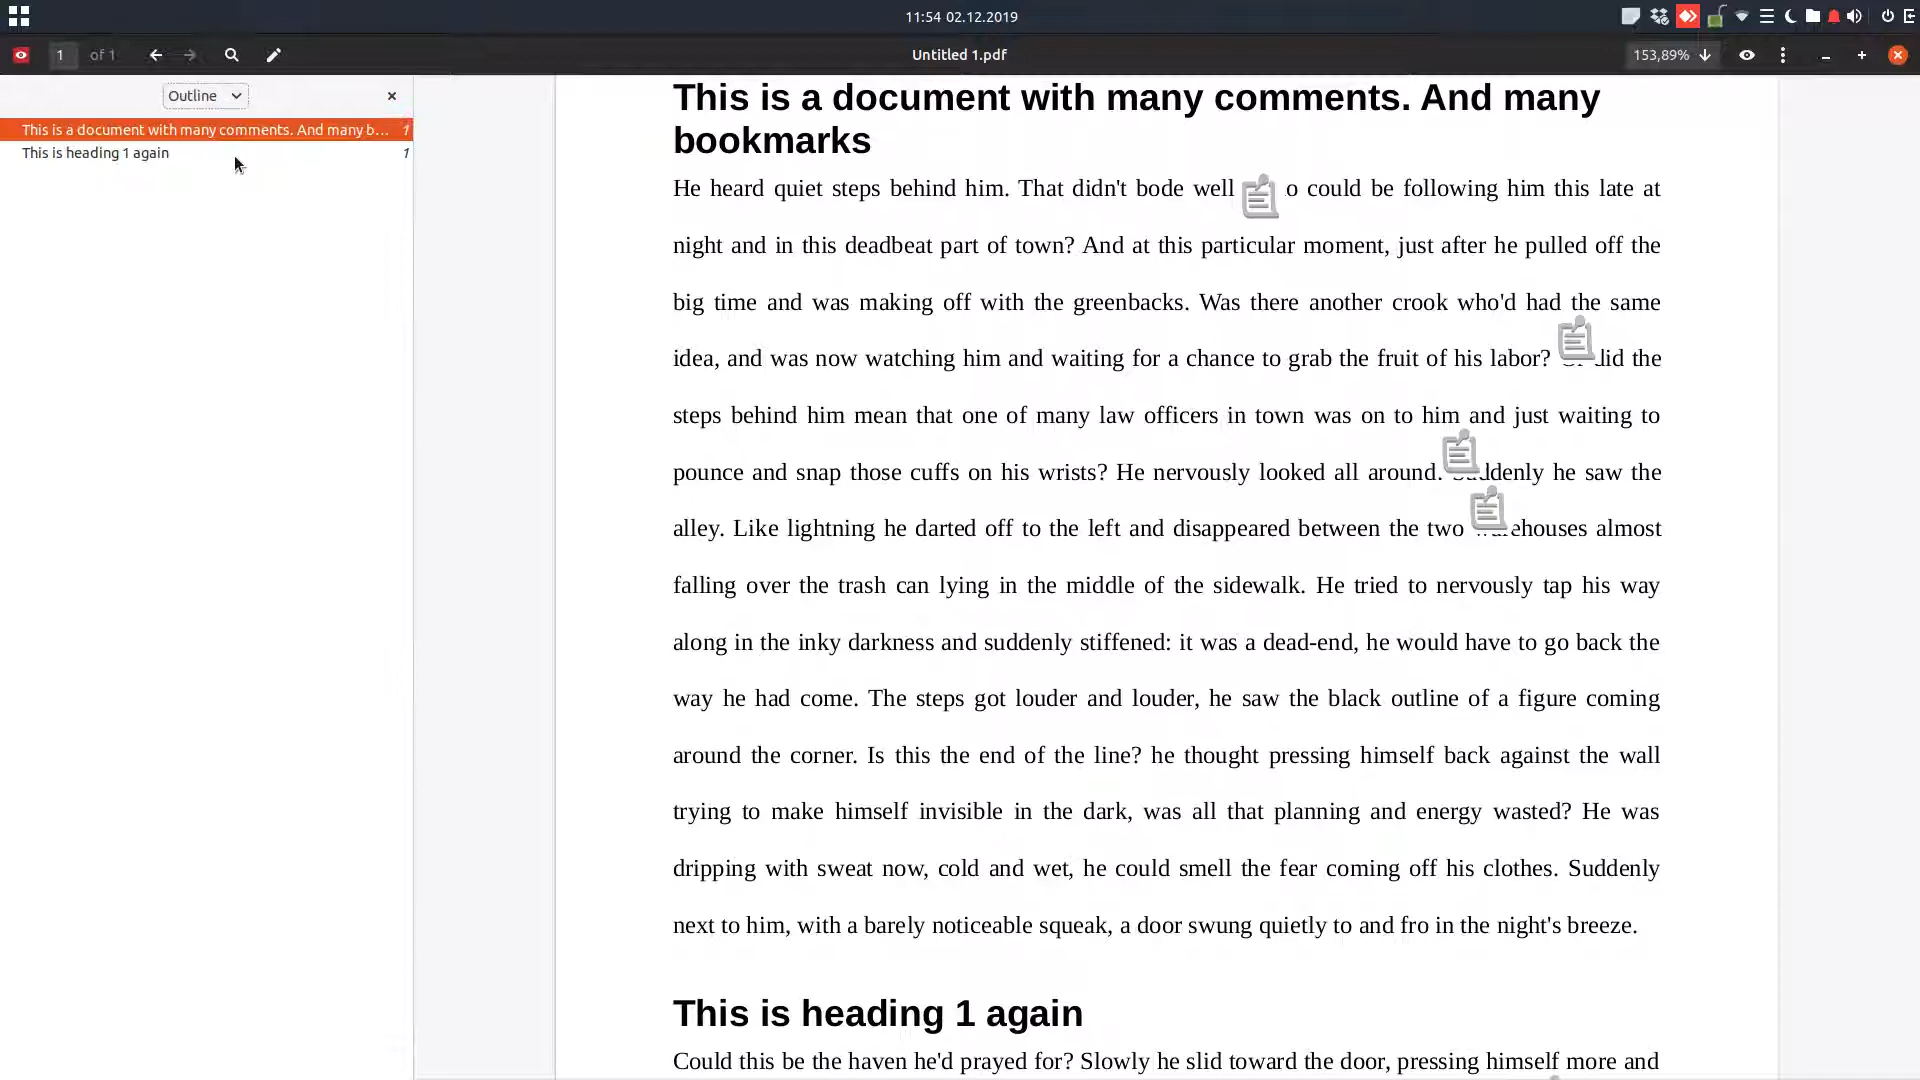 11:54 02.12.2019
1 of 1
Untitled 1.pdf
153,89%
Outline
This is a document with many comments. And many b... 1
This is heading 1 again 1
This is a document with many comments. And many
bookmarks
He heard quiet steps behind him. That didn't bode well o could be following him this late at
night and in this deadbeat part of town? And at this particular moment, just after he pulled off the
big time and was making off with the greenbacks. Was there another crook who'd had the same
idea, and was now watching him and waiting for a chance to grab the fruit of his labor? did the
steps behind him mean that one of many law officers in town was on to him and just waiting to
pounce and snap those cuffs on his wrists? He nervously looked all around. Suddenly he saw the
alley. Like lightning he darted off to the left and disappeared between the two warehouses almost
falling over the trash can lying in the middle of the sidewalk. He tried to nervously tap his way
along in the inky darkness and suddenly stiffened: it was a dead-end, he would have to go back the
way he had come. The steps got louder and louder, he saw the black outline of a figure coming
around the corner. Is this the end of the line? he thought pressing himself back against the wall
trying to make himself invisible in the dark, was all that planning and energy wasted? He was
dripping with sweat now, cold and wet, he could smell the fear coming off his clothes. Suddenly
next to him, with a barely noticeable squeak, a door swung quietly to and fro in the night's breeze.
This is heading 1 again
Could this be the haven he'd prayed for? Slowly he slid toward the door, pressing himself more and